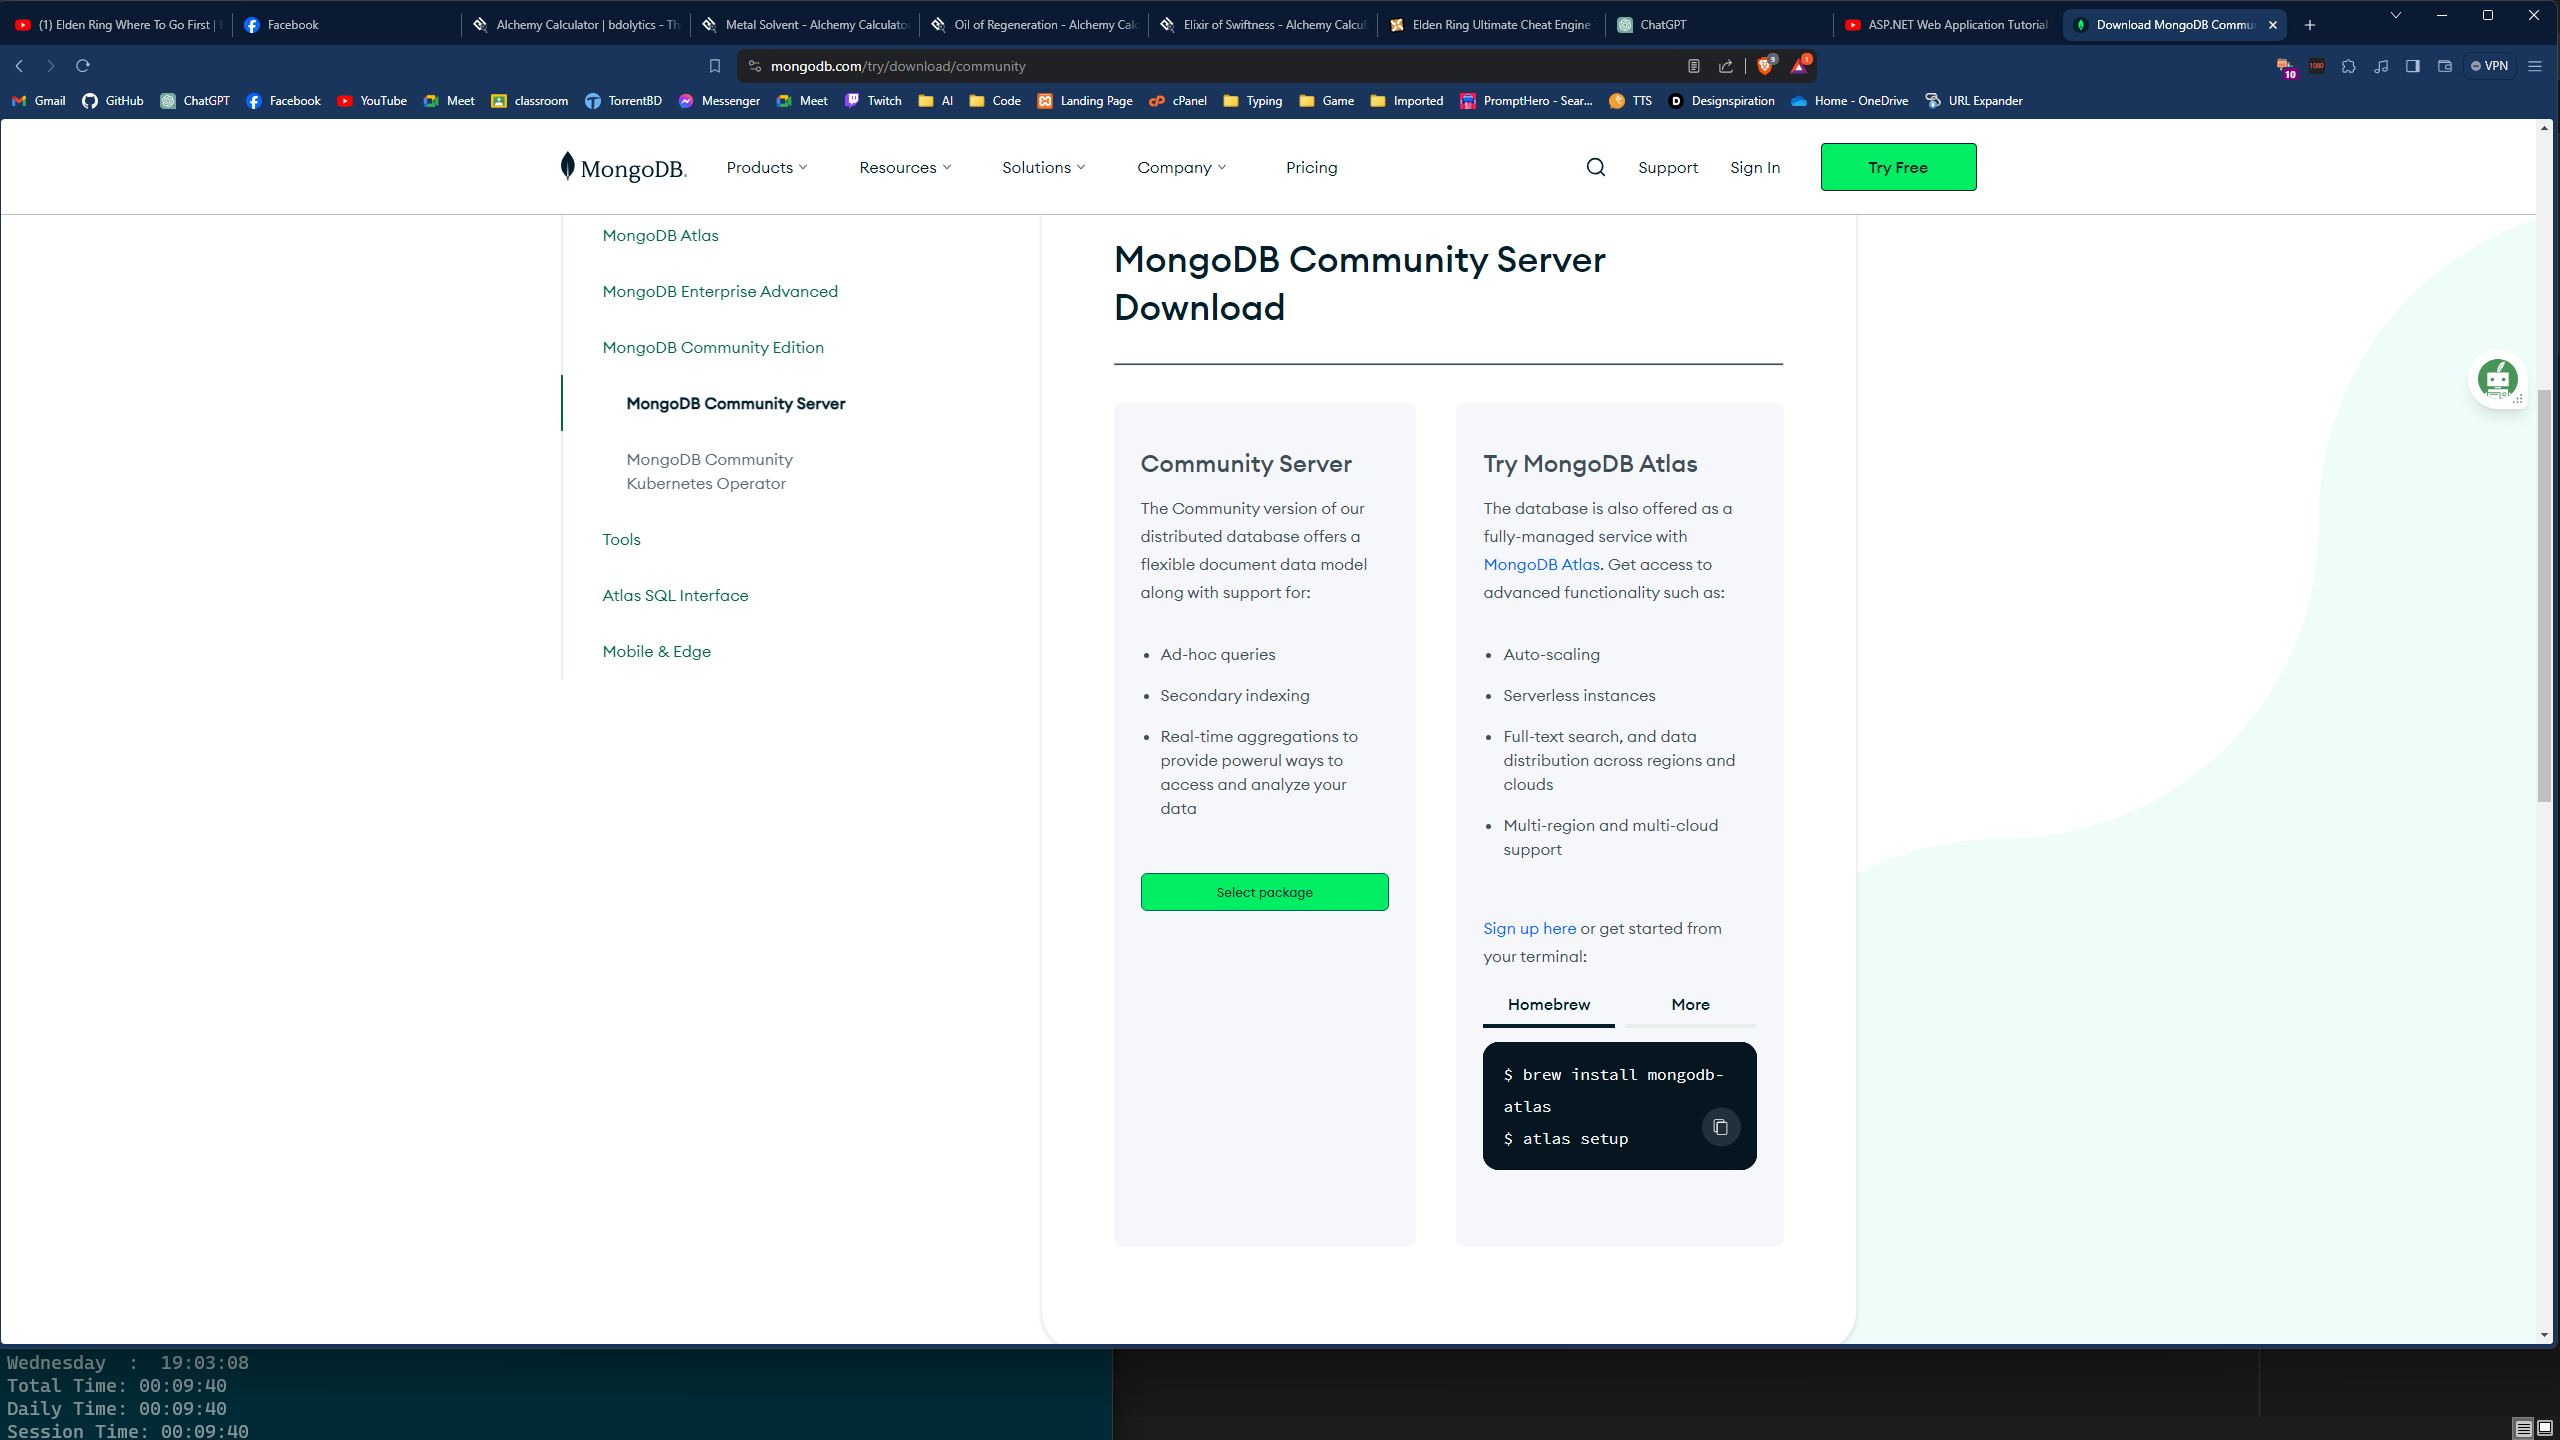 (1) Elden Ring Where To Go First |
Facebook
Alchemy Calculator | bdolytics - Th
Metal Solvent - Alchemy Calculator
Oil of Regeneration - Alchemy Calc
Elixir of Swiftness - Alchemy Calcul
Elden Ring Ultimate Cheat Engine
ChatGPT
ASP.NET Web Application Tutorial
Download MongoDB Commu
mongodb.com/try/download/community
9
1
10
1080
VPN
Gmail
GitHub
ChatGPT
Facebook
YouTube
Meet
classroom
TorrentBD
Messenger
Meet
Twitch
AI
Code
Landing Page
cPanel
Typing
Game
Imported
PromptHero - Sear...
TTS
Designspiration
Home - OneDrive
URL Expander
MongoDB.
Products
Resources
Solutions
Company
Pricing
Support
Sign In
Try Free
MongoDB Atlas
MongoDB Enterprise Advanced
MongoDB Community Edition
MongoDB Community Server
MongoDB Community
Kubernetes Operator
Tools
Atlas SQL Interface
Mobile & Edge
MongoDB Community Server
Download
Community Server
The Community version of our
distributed database offers a
flexible document data model
along with support for:
• Ad-hoc queries
• Secondary indexing
• Real-time aggregations to
provide powerul ways to
access and analyze your
data
Select package
Try MongoDB Atlas
The database is also offered as a
fully-managed service with
MongoDB Atlas. Get access to
advanced functionality such as:
• Auto-scaling
• Serverless instances
• Full-text search, and data
distribution across regions and
clouds
• Multi-region and multi-cloud
support
Sign up here or get started from
your terminal:
Homebrew
More
$ brew install mongodb-
atlas
$ atlas setup
Wednesday : 19:03:08
Total Time: 00:09:40
Daily Time: 00:09:40
Session Time: 00:09:40